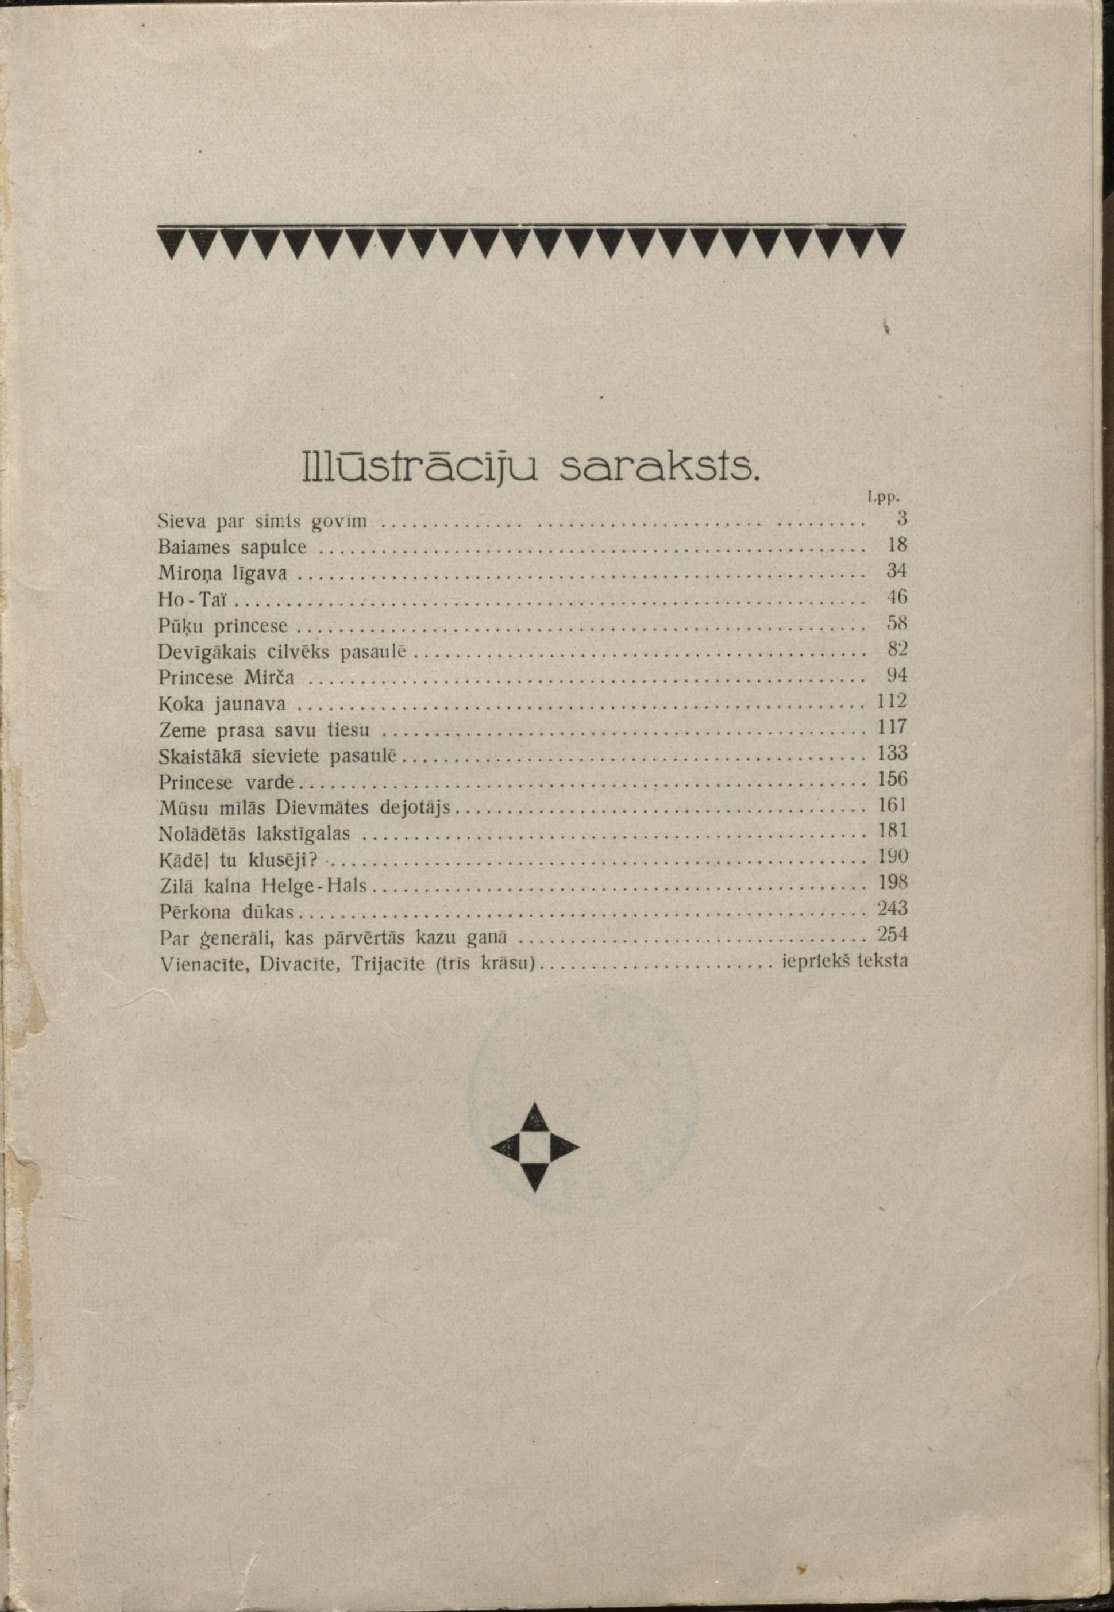 Illūstrāciju saraksts.
Lpp.
Sieva par simts govīm 3
Baiames sapulce 18
Miroņa līgava 34
Ho-Taï 46
Pūķu princese 58
Devīgākais cilvēks pasaulē 82
Princese Mirča 94
Koka jaunava 112
Zeme prasa savu tiesu 117
Skaistākā sieviete pasaulē 133
Princese varde 156
Mūsu mīlās Dievmātes dejotājs 161
Nolādētās lakstīgalas 181
Kādēļ tu klusēji? 190
Zilā kalna Helge-Hals 198
Pērkona dūkas 243
Par ģenerāli, kas pārvērtās kazu ganā 254
Vienacīte, Divacīte, Trijacīte (trīs krāsu) iepriekš teksta